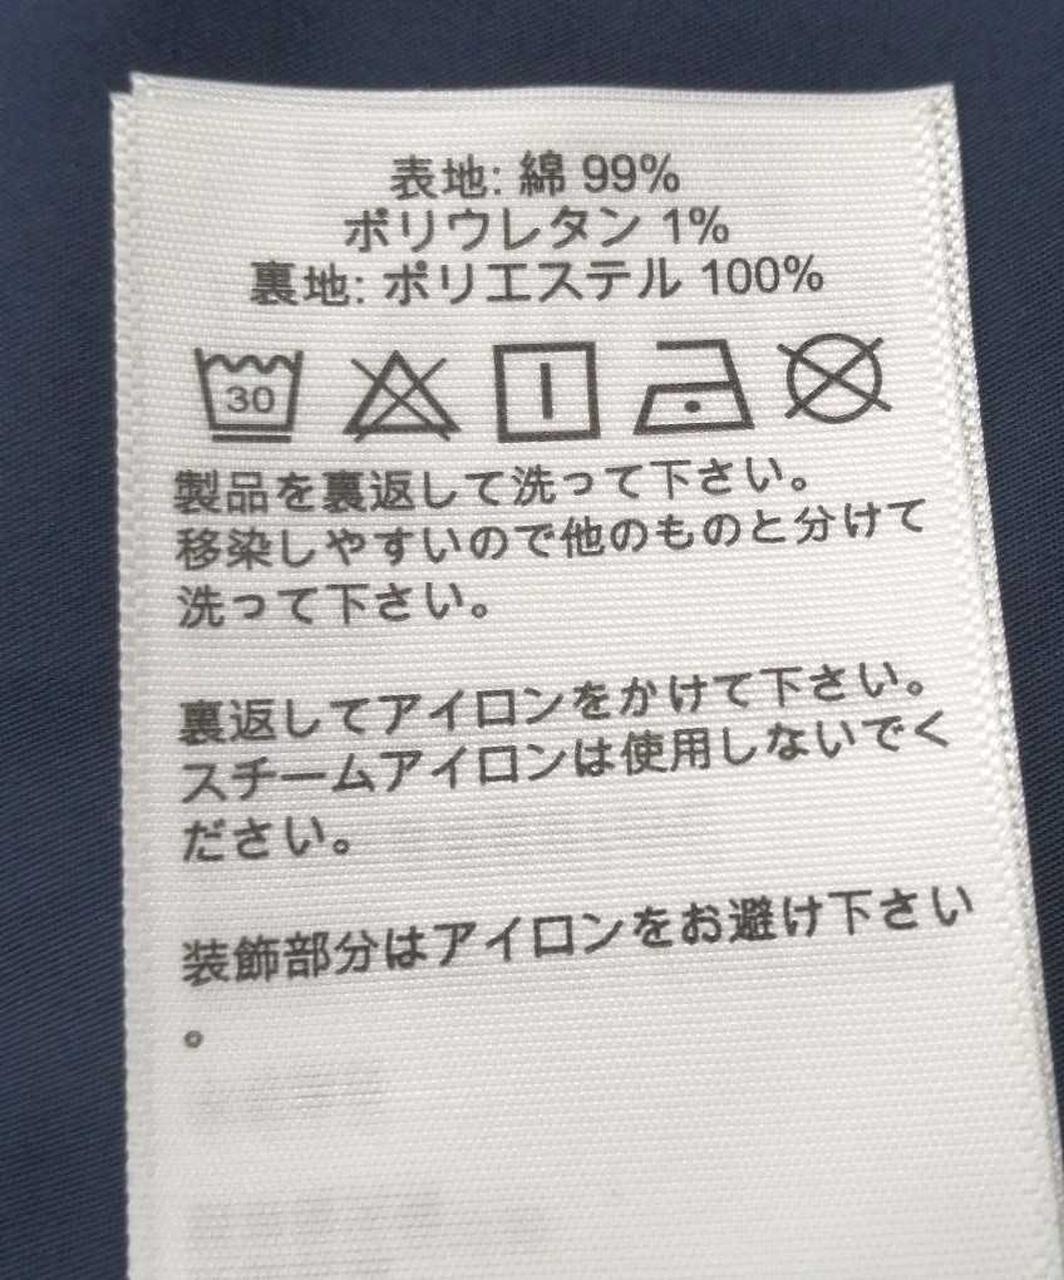 表地: 綿 99%
ポリウレタン 1%
裏地: ポリエステル 100%
30
製品を裏返して洗って下さい。
移染しやすいので他のものと分けて
洗って下さい。
裏返してアイロンをかけて下さい。
スチームアイロンは使用しないでく
ださい。
装飾部分はアイロンをお避け下さい
。